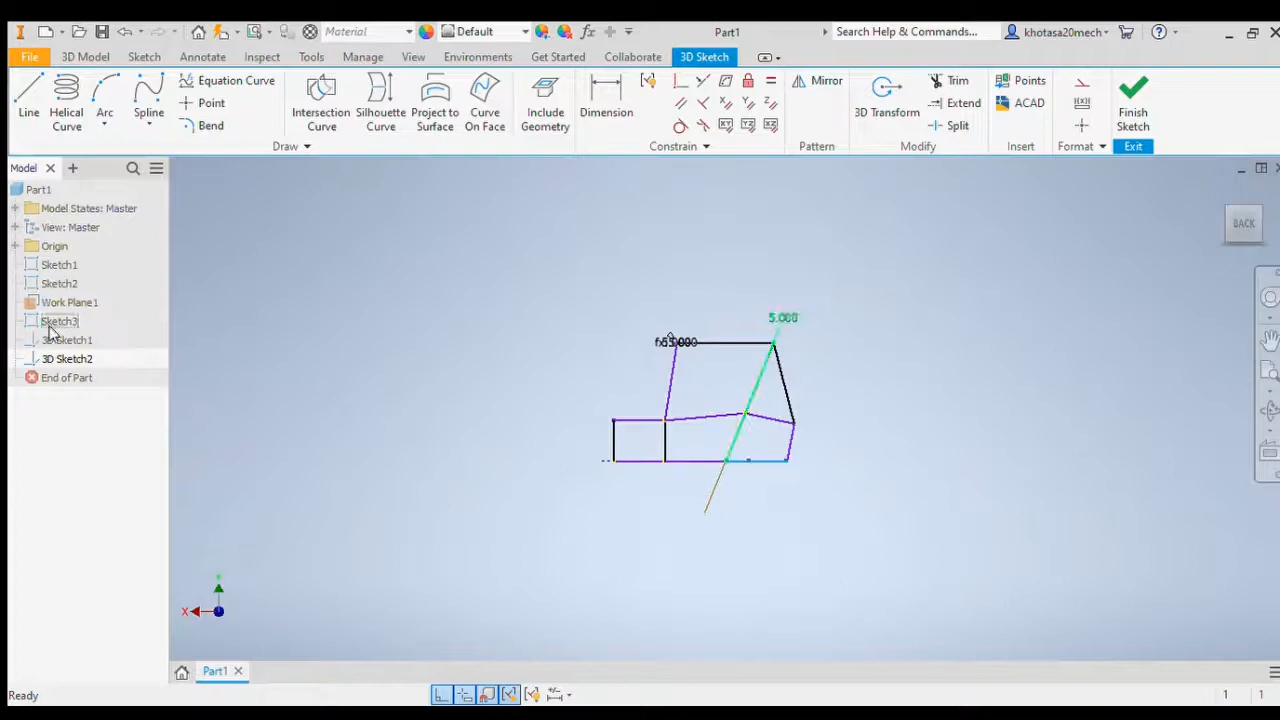 Material
Default
fx
Part1
Search Help & Commands...
khotasa20mech
File
3D Model
Sketch
Annotate
Inspect
Tools
Manage
View
Environments
Get Started
Collaborate
3D Sketch
Line
Helical
Curve
Arc
Spline
Equation Curve
Point
Bend
Intersection
Curve
Silhouette
Curve
Project to
Surface
Curve
On Face
Include
Geometry
Dimension
Mirror
3D Transform
Trim
Extend
Split
Points
ACAD
Finish
Sketch
Draw
Constrain
Pattern
Modify
Insert
Format
Exit
Model
Part1
Model States: Master
View: Master
Origin
Sketch1
Sketch2
Work Plane1
Sketch3
3D Sketch1
3D Sketch2
End of Part
BACK
5.000
X
Part1
Ready
1 1